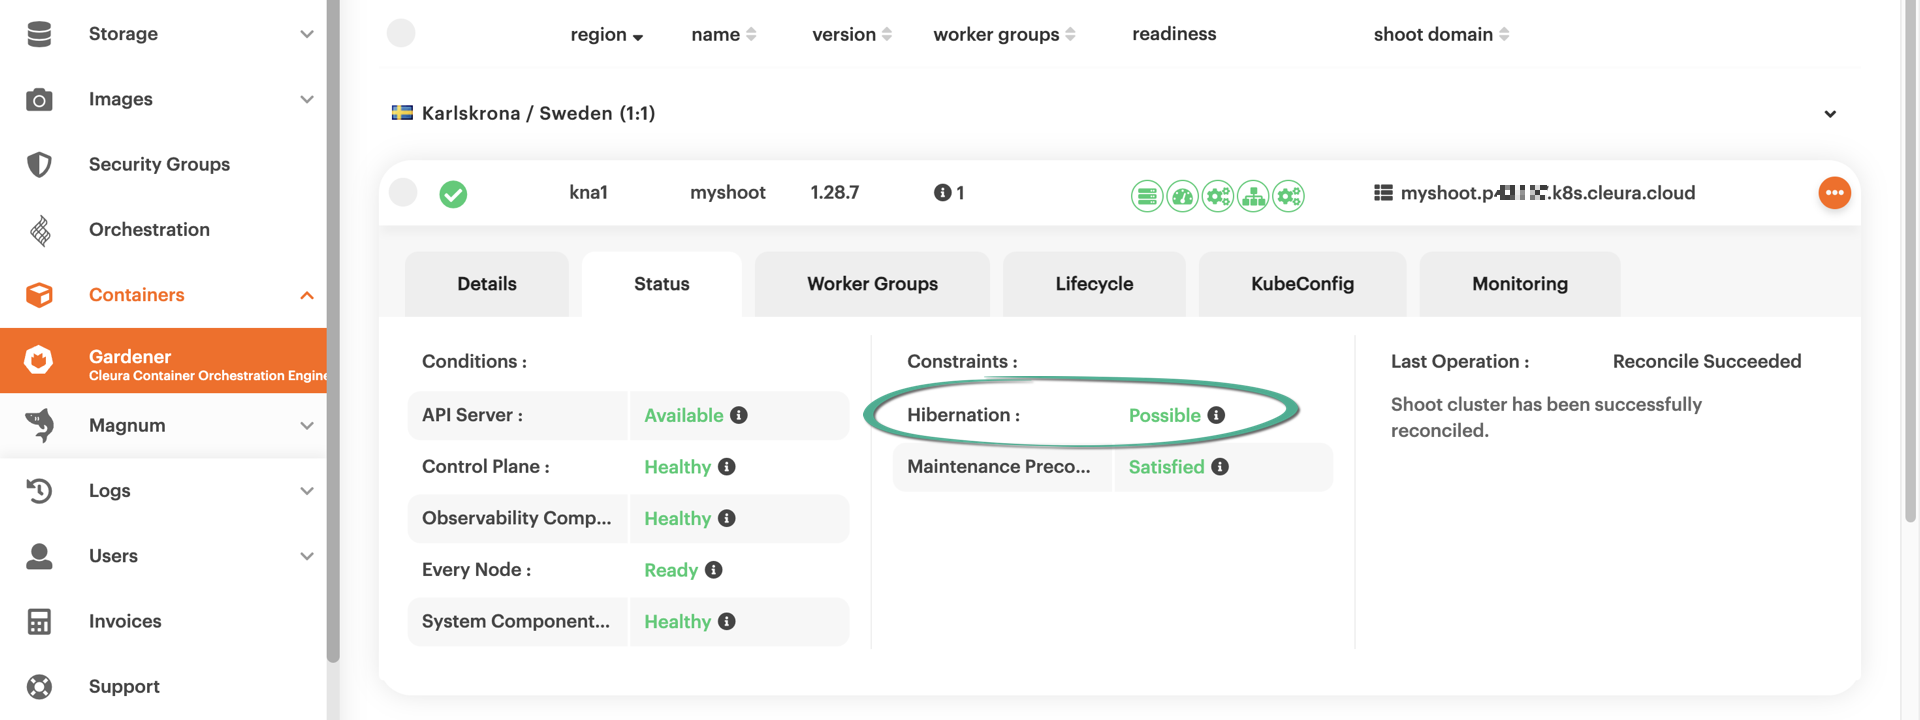 Storage
Images
Security Groups
Orchestration
Containers
Gardener
Cleura Container Orchestration Engine
Magnum
Logs
Users
Invoices
Support
region name version worker groups readiness shoot domain
Karlskrona / Sweden (1:1)
kna1 myshoot 1.28.7 1 .k8s.cleura.cloud
Details Status Worker Groups Lifecycle KubeConfig Monitoring
Conditions :
API Server : Available
Control Plane : Healthy
Observability Comp... Healthy
Every Node : Ready
System Component... Healthy
Constraints :
Hibernation : Possible
Maintenance Preco... Satisfied
Last Operation : Reconcile Succeeded
Shoot cluster has been successfully
reconciled.